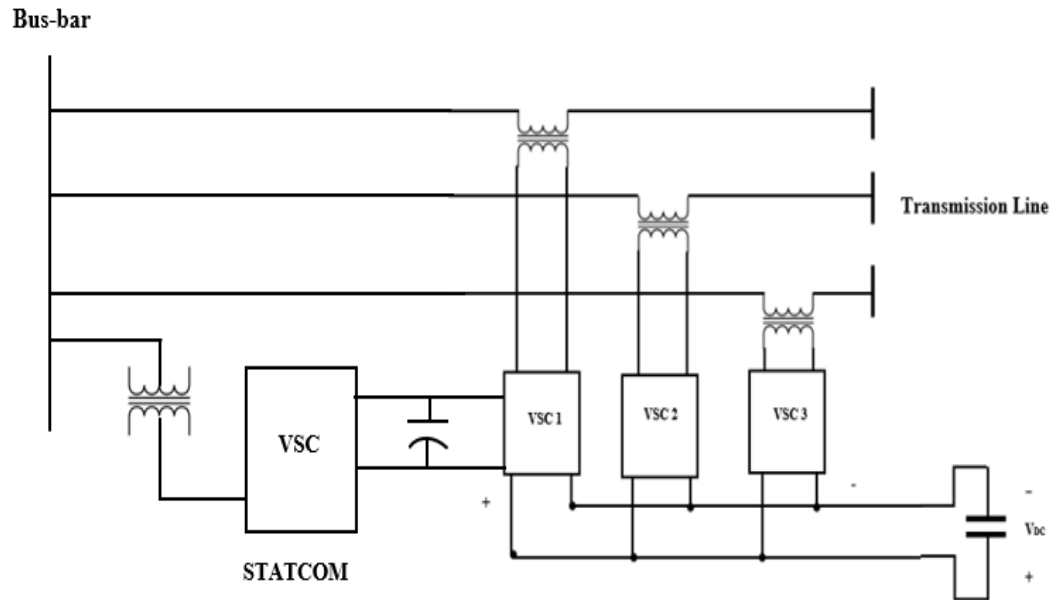 Bus-bar
Transmission Line
VSC
VSC 1
VSC 2
VSC 3
+
-
-
VDC
+
STATCOM